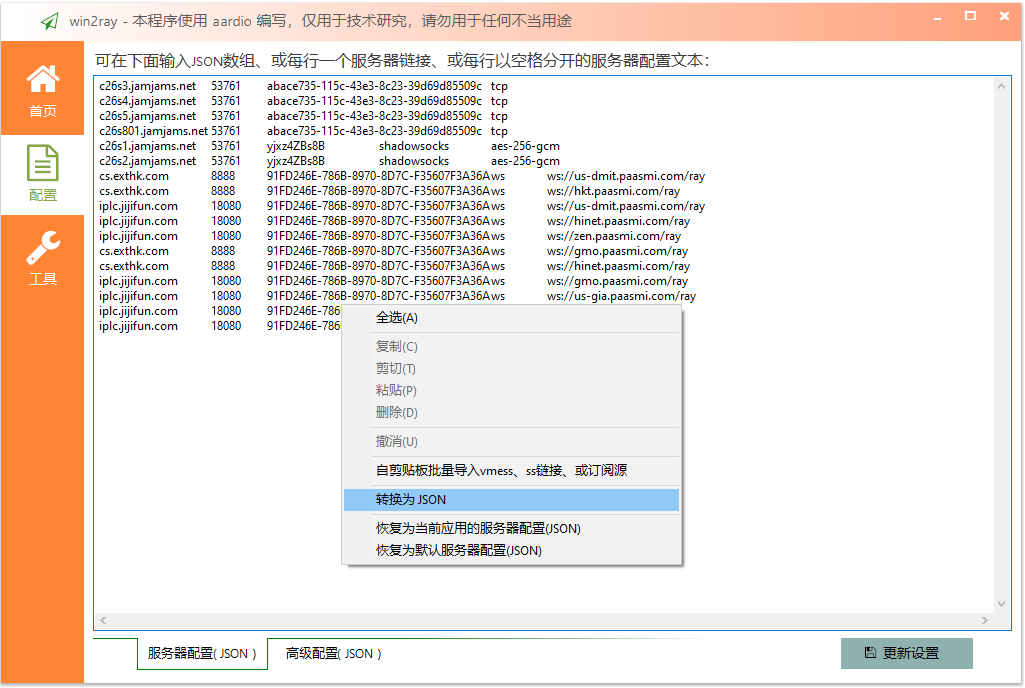 win2ray - 本程序使用 aardio 编写，仅用于技术研究，请勿用于任何不当用途
首页
配置
工具
可在下面输入JSON数组、或每行一个服务器链接、或每行以空格分开的服务器配置文本：
c26s3.jamjams.net 53761 abace735-115c-43e3-8c23-39d69d85509c tcp
c26s4.jamjams.net 53761 abace735-115c-43e3-8c23-39d69d85509c tcp
c26s5.jamjams.net 53761 abace735-115c-43e3-8c23-39d69d85509c tcp
c26s801.jamjams.net 53761 abace735-115c-43e3-8c23-39d69d85509c tcp
c26s1.jamjams.net 53761 yjxz4ZBs8B shadowsocks aes-256-gcm
c26s2.jamjams.net 53761 yjxz4ZBs8B shadowsocks aes-256-gcm
cs.exthk.com 8888 91FD246E-786B-8970-8D7C-F35607F3A36A ws ws://us-dmit.paasmi.com/ray
cs.exthk.com 8888 91FD246E-786B-8970-8D7C-F35607F3A36A ws ws://hkt.paasmi.com/ray
iplc.jijifun.com 18080 91FD246E-786B-8970-8D7C-F35607F3A36A ws ws://us-dmit.paasmi.com/ray
iplc.jijifun.com 18080 91FD246E-786B-8970-8D7C-F35607F3A36A ws ws://hinet.paasmi.com/ray
iplc.jijifun.com 18080 91FD246E-786B-8970-8D7C-F35607F3A36A ws ws://zen.paasmi.com/ray
cs.exthk.com 8888 91FD246E-786B-8970-8D7C-F35607F3A36A ws ws://gmo.paasmi.com/ray
cs.exthk.com 8888 91FD246E-786B-8970-8D7C-F35607F3A36A ws ws://hinet.paasmi.com/ray
iplc.jijifun.com 18080 91FD246E-786B-8970-8D7C-F35607F3A36A ws ws://gmo.paasmi.com/ray
iplc.jijifun.com 18080 91FD246E-786B-8970-8D7C-F35607F3A36A ws ws://us-gia.paasmi.com/ray
iplc.jijifun.com 18080 91FD246E-786
iplc.jijifun.com 18080 91FD246E-786
全选(A)
复制(C)
剪切(T)
粘贴(P)
删除(D)
撤消(U)
自剪贴板批量导入vmess、ss链接、或订阅源
转换为 JSON
恢复为当前应用的服务器配置(JSON)
恢复为默认服务器配置(JSON)
服务器配置( JSON )
高级配置( JSON )
更新设置